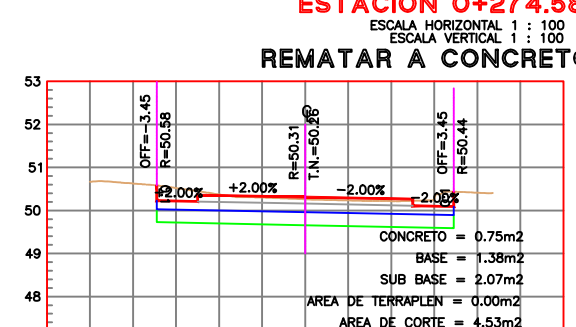 ESTACION 0+274.58
ESCALA HORIZONTAL 1 : 100
ESCALA VERTICAL 1 : 100
REMATAR A CONCRETO
53
52
51
50
49
48
OFF=-3.45
R=50.58
R=50.31
T.N.=50.26
OFF=3.45
R=50.44
+2.00%
+2.00%
-2.00%
-2.00%
CONCRETO = 0.75m2
BASE = 1.38m2
SUB BASE = 2.07m2
AREA DE TERRAPLEN = 0.00m2
AREA DE CORTE = 4.53m2